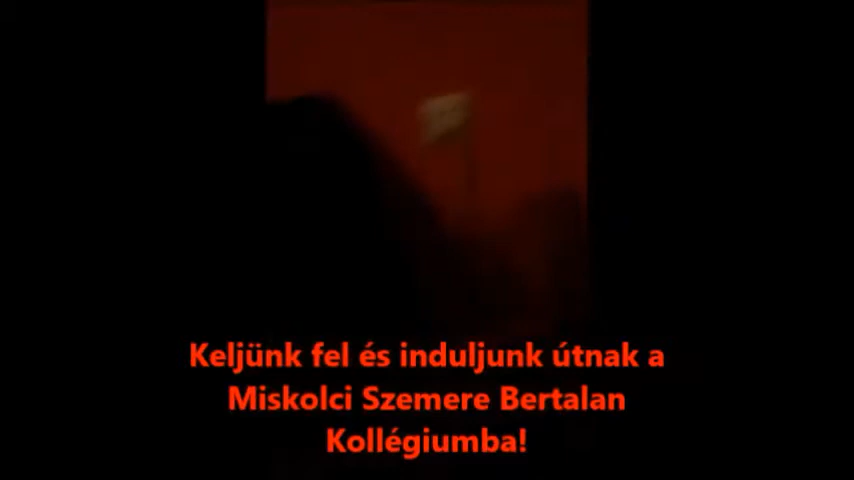 Keljünk fel és induljunk útnak a
Miskolci Szemere Bertalan
Kollégiumba!